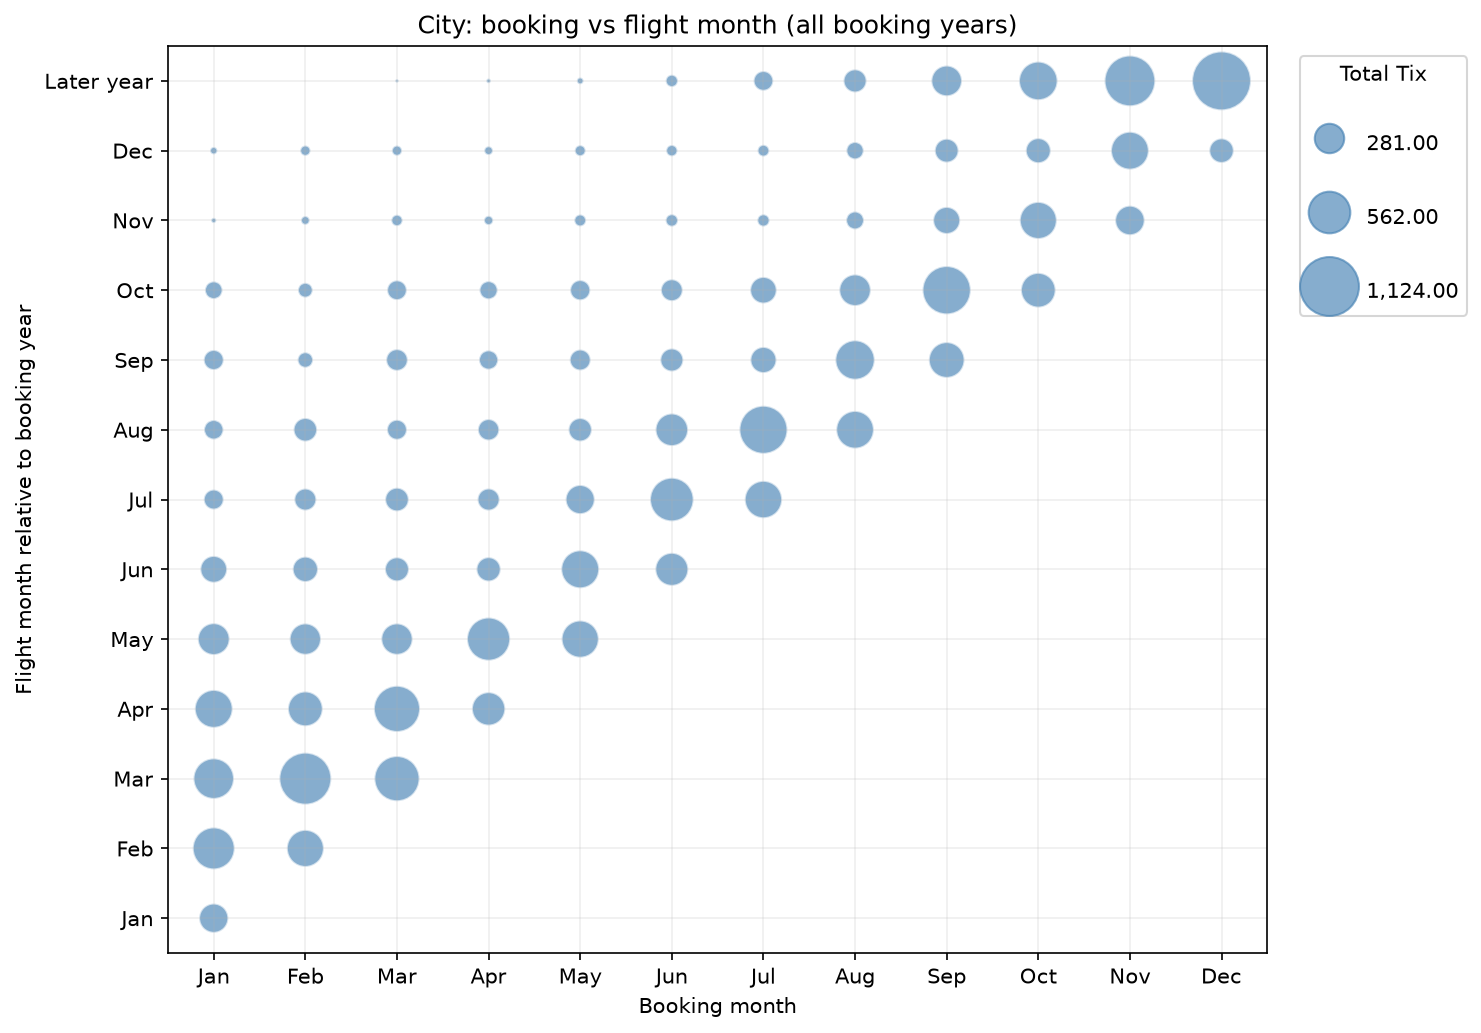 City: booking vs flight month (all booking years)
Total Tix
281.00
562.00
1,124.00
Flight month relative to booking year
Later year
Dec
Nov
Oct
Sep
Aug
Jul
Jun
May
Apr
Mar
Feb
Jan
Jan Feb Mar Apr May Jun Jul Aug Sep Oct Nov Dec
Booking month